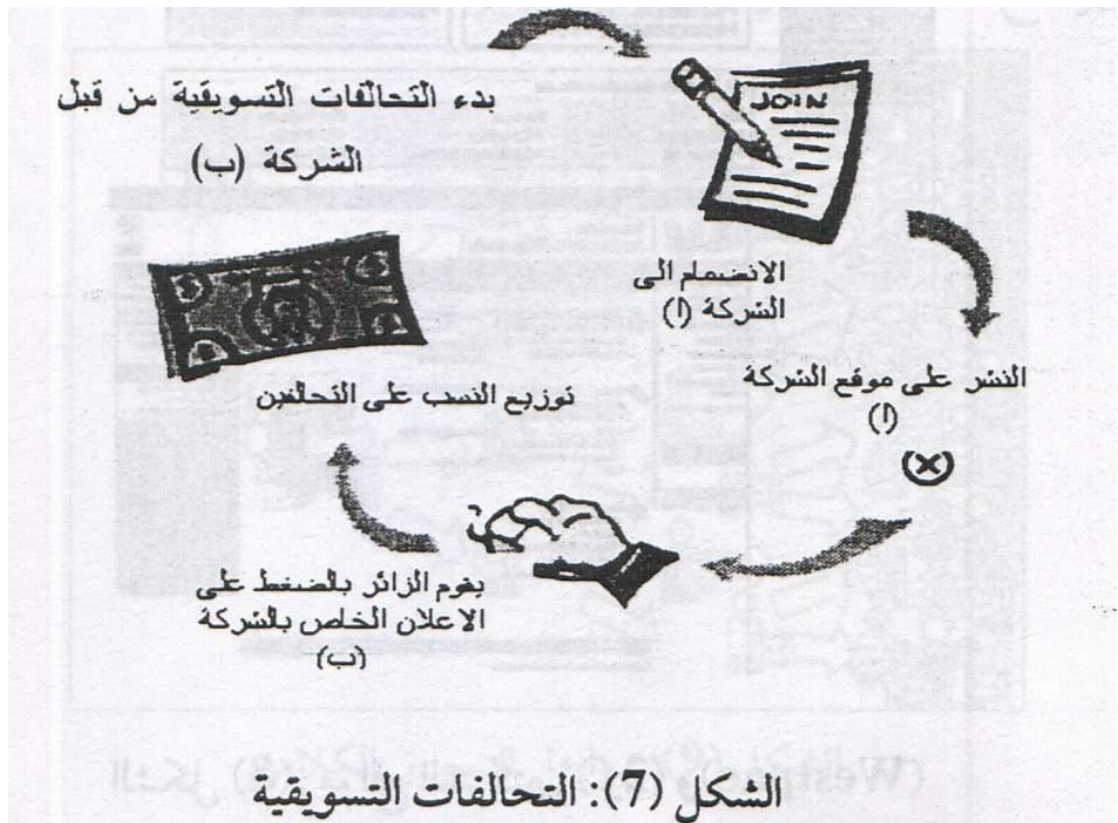 بدء التحالفات التسويقية من قبل
الشركة (ب)
JOIN
الانضمام الى
الشركة (ا)
النشر على موقع الشركة
(ا)
(x)
يقوم الزائر بالضغط على
الاعلان الخاص بالشركة
(ب)
توزيع النسب على التحالفين
الشكل (7): التحالفات التسويقية